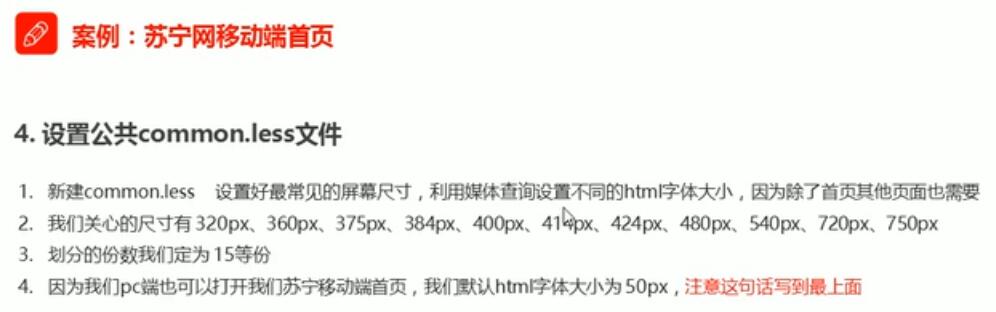 案例：苏宁网移动端首页
4. 设置公共common.less文件
1. 新建common.less 设置好最常见的屏幕尺寸，利用媒体查询设置不同的html字体大小，因为除了首页其他页面也需要
2. 我们关心的尺寸有 320px、360px、375px、384px、400px、414px、424px、480px、540px、720px、750px
3. 划分的份数我们定为 15等份
4. 因为我们pc端也可以打开我们苏宁移动端首页，我们默认html字体大小为 50px，注意这句话写到最上面